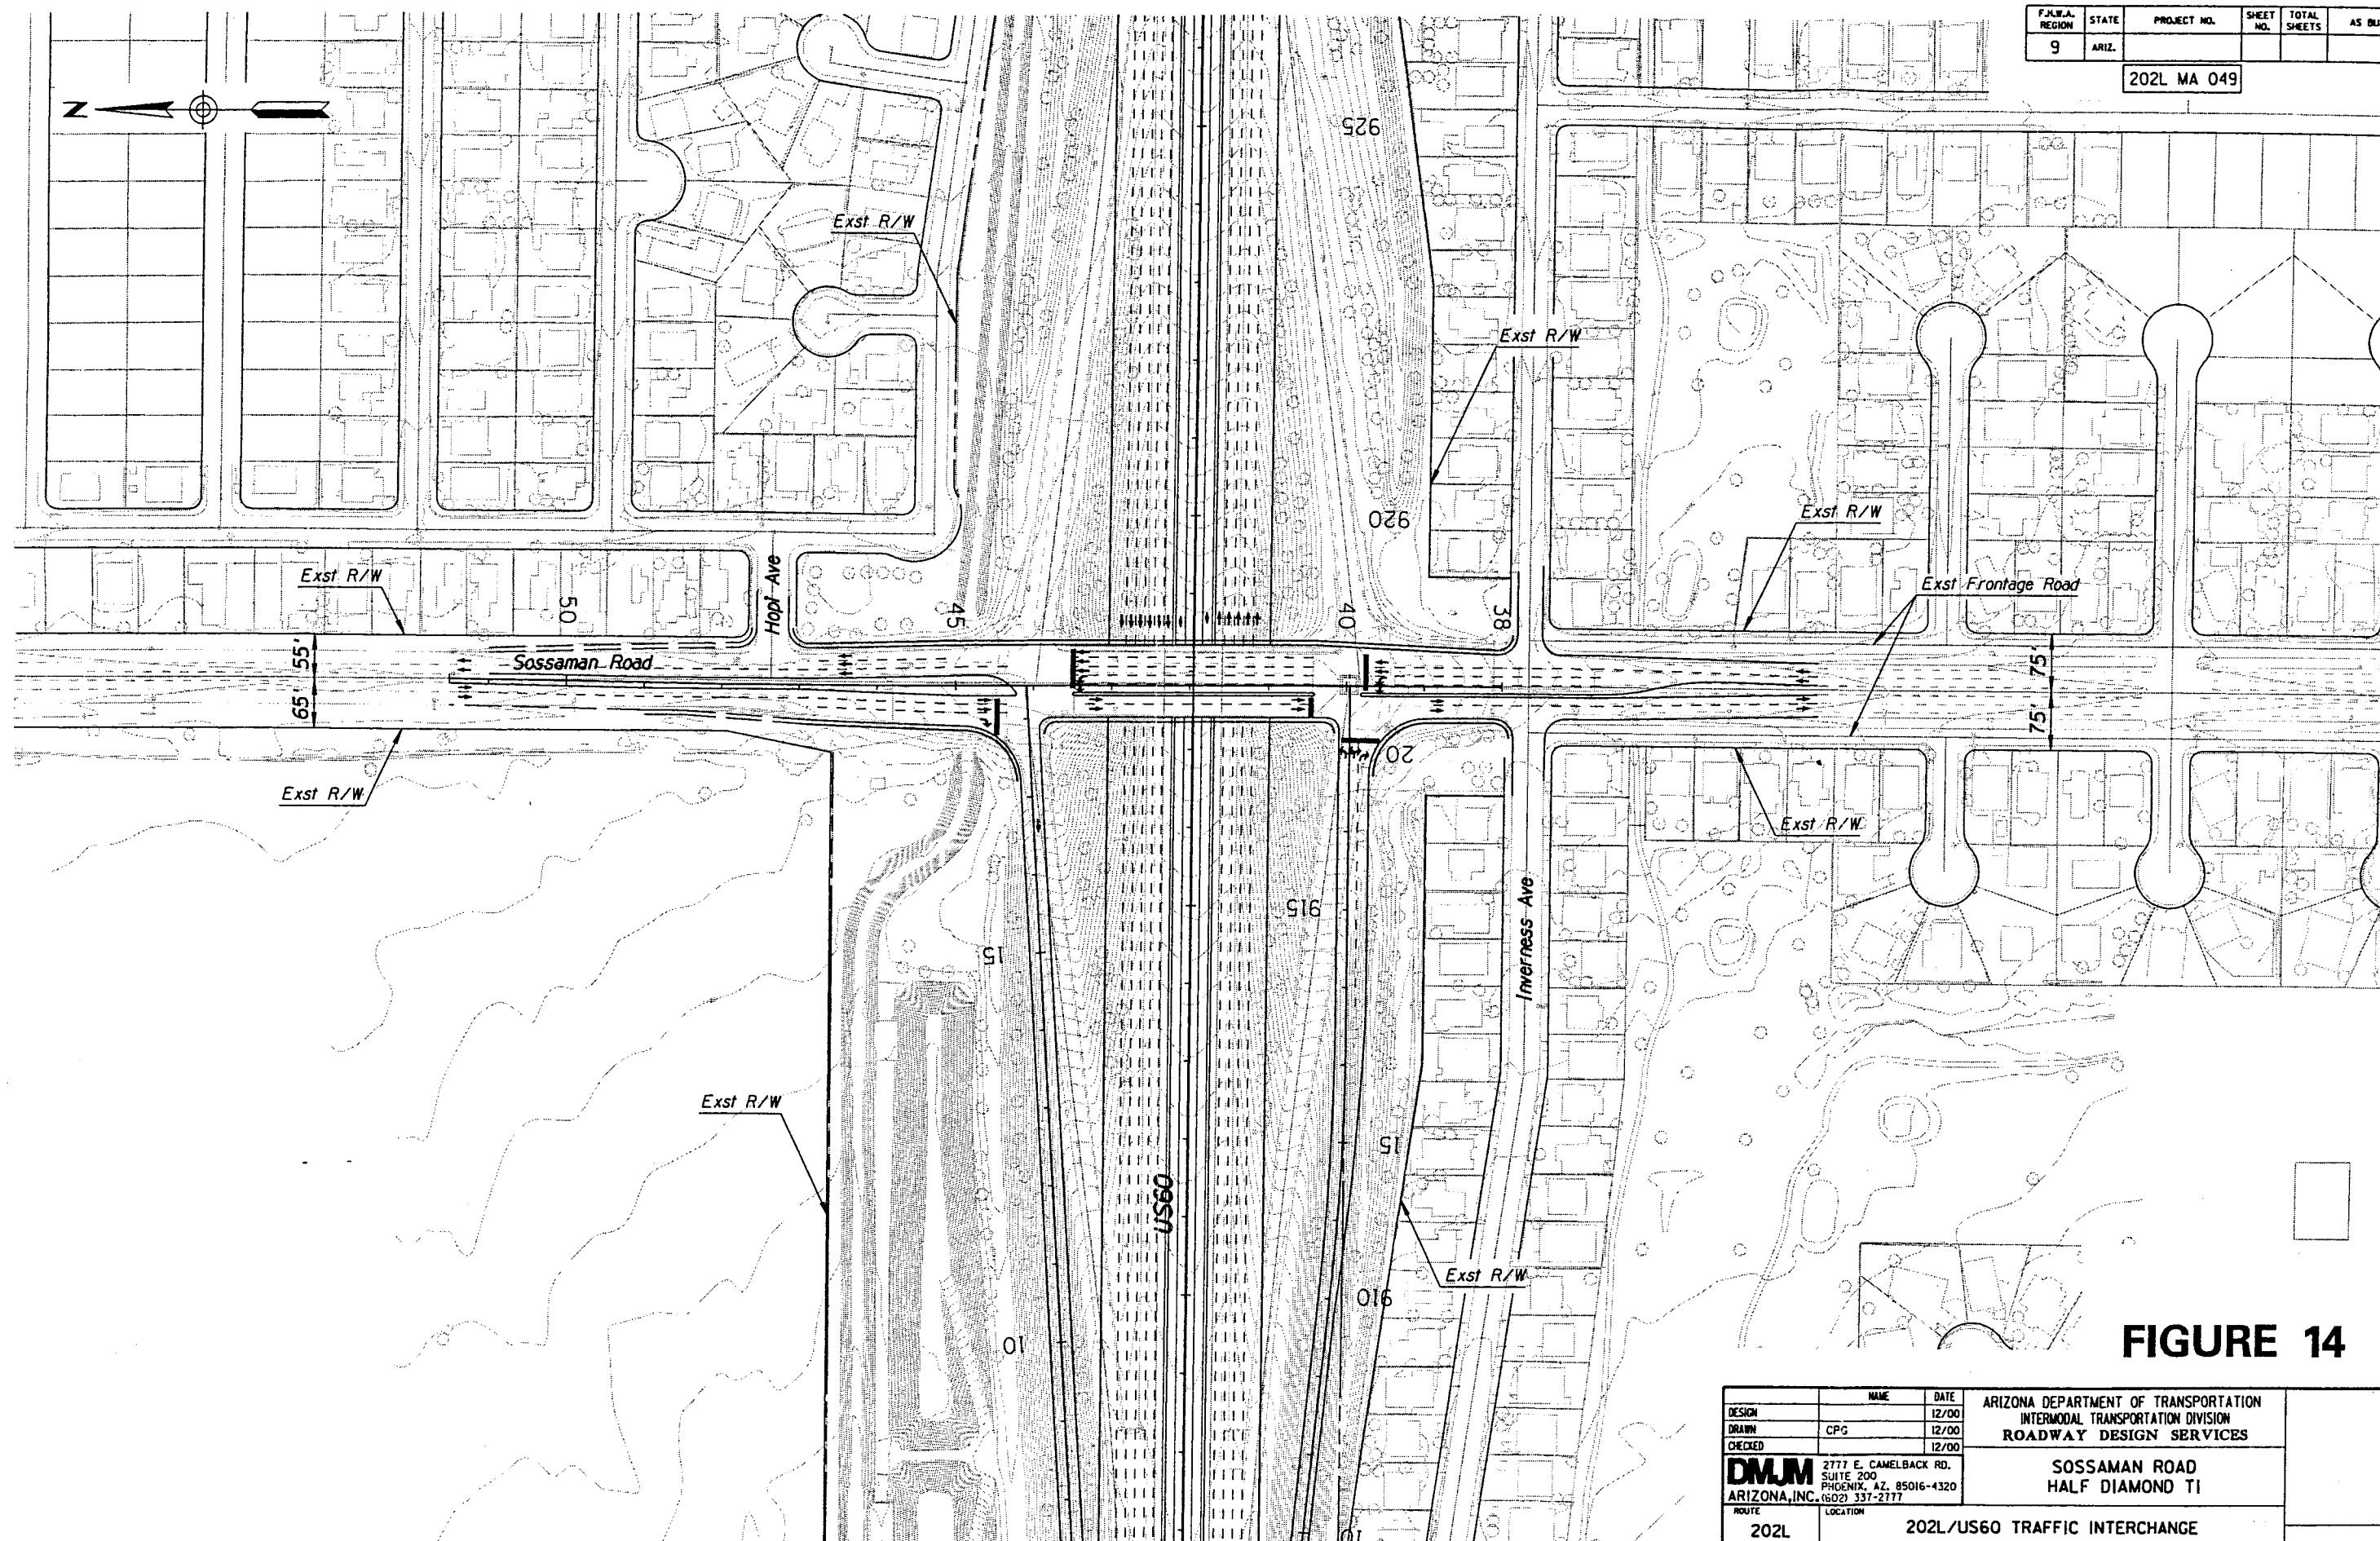 F.H.W.A. REGION
STATE
PROJECT NO.
SHEET NO.
TOTAL SHEETS
9
ARIZ.
202L MA 049
N
925
Exst R/W
Exst R/W
920
Exst R/W
Exst R/W
50
Hopi Ave
45
40
38
Exst Frontage Road
55'
Sossaman Road
75'
65'
75'
20
Exst R/W
Exst R/W
915
Inverness Ave
15
Exst R/W
15
US60
Exst R/W
910
10
10
FIGURE 14
NAME
DATE
DESIGN
12/00
DRAWN
CPG
12/00
CHECKED
12/00
ARIZONA DEPARTMENT OF TRANSPORTATION
INTERMODAL TRANSPORTATION DIVISION
ROADWAY DESIGN SERVICES
DMJM
ARIZONA, INC.
2777 E. CAMELBACK RD.
SUITE 200
PHOENIX, AZ. 85016-4320
(602) 337-2777
SOSSAMAN ROAD
HALF DIAMOND TI
ROUTE
202L
LOCATION
202L/US60 TRAFFIC INTERCHANGE